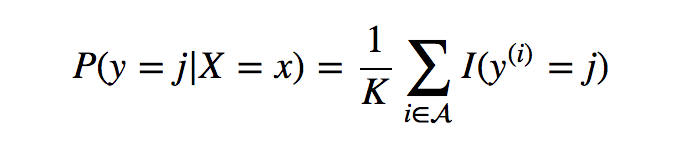 P(y = j|X = x) = \frac{1}{K} \sum_{i \in \mathcal{A}} I(y^{(i)} = j)